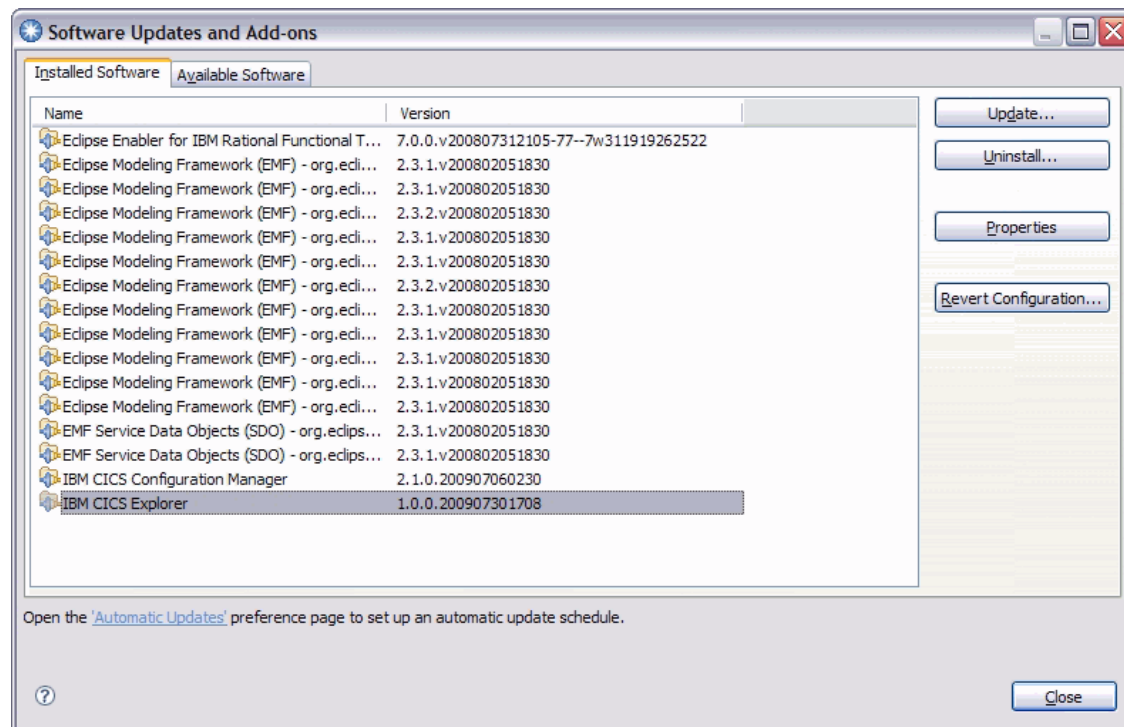 Software Updates and Add-ons
Installed Software Available Software
Name Version
Update...
Eclipse Enabler for IBM Rational Functional T... 7.0.0.v200807312105-77--7w311919262522
Eclipse Modeling Framework (EMF) - org.ecli... 2.3.1.v200802051830
Uninstall...
Eclipse Modeling Framework (EMF) - org.ecli... 2.3.1.v200802051830
Eclipse Modeling Framework (EMF) - org.ecli... 2.3.2.v200802051830
Properties
Eclipse Modeling Framework (EMF) - org.ecli... 2.3.1.v200802051830
Eclipse Modeling Framework (EMF) - org.ecli... 2.3.1.v200802051830
Eclipse Modeling Framework (EMF) - org.ecli... 2.3.2.v200802051830
Revert Configuration...
Eclipse Modeling Framework (EMF) - org.ecli... 2.3.1.v200802051830
Eclipse Modeling Framework (EMF) - org.ecli... 2.3.1.v200802051830
Eclipse Modeling Framework (EMF) - org.ecli... 2.3.1.v200802051830
Eclipse Modeling Framework (EMF) - org.ecli... 2.3.1.v200802051830
Eclipse Modeling Framework (EMF) - org.ecli... 2.3.1.v200802051830
EMF Service Data Objects (SDO) - org.eclips... 2.3.1.v200802051830
EMF Service Data Objects (SDO) - org.eclips... 2.3.1.v200802051830
IBM CICS Configuration Manager 2.1.0.200907060230
IBM CICS Explorer 1.0.0.200907301708
Open the 'Automatic Updates' preference page to set up an automatic update schedule.
?
Close